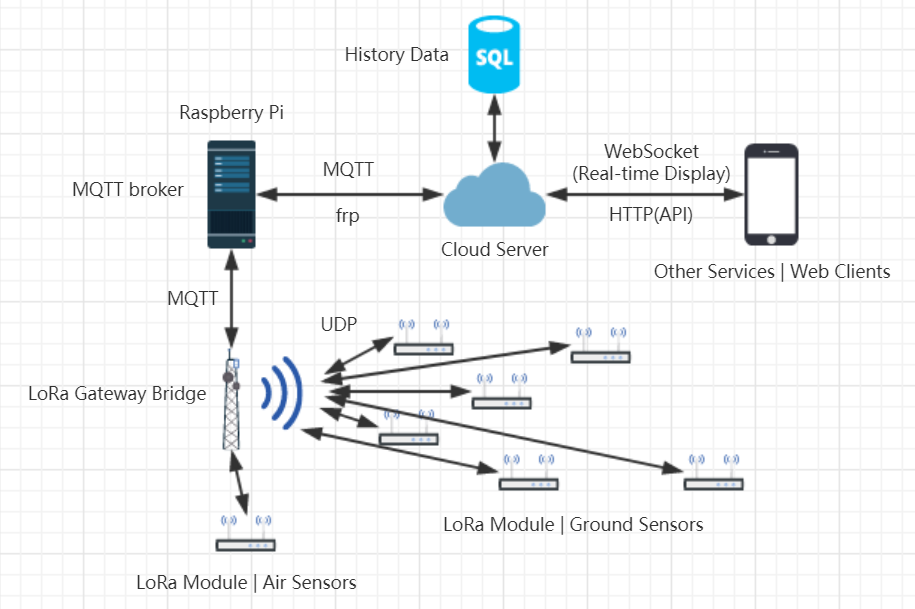 History Data
SQL
Raspberry Pi
MQTT broker
MQTT
frp
Cloud Server
WebSocket
(Real-time Display)
HTTP(API)
Other Services | Web Clients
MQTT
UDP
LoRa Gateway Bridge
LoRa Module | Ground Sensors
LoRa Module | Air Sensors